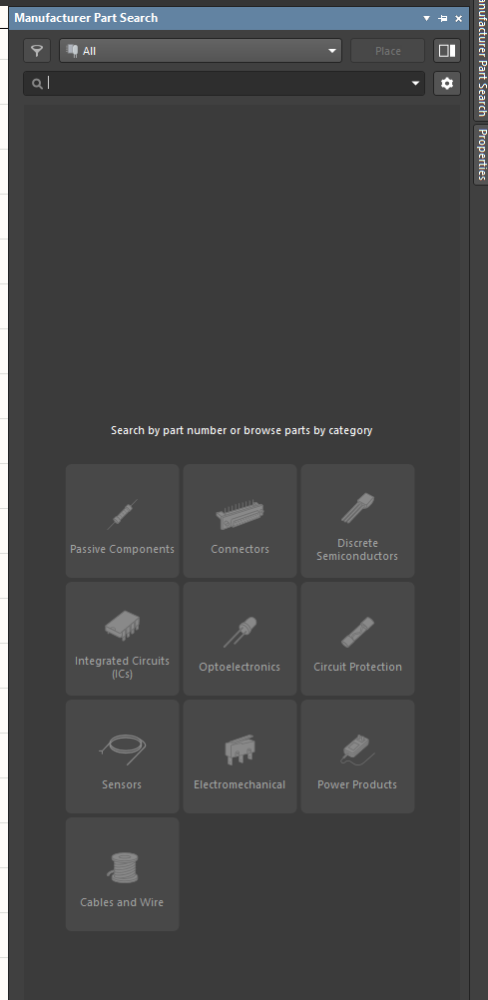 Manufacturer Part Search
All
Place
Search by part number or browse parts by category
Passive Components
Connectors
Discrete
Semiconductors
Integrated Circuits
(ICs)
Optoelectronics
Circuit Protection
Sensors
Electromechanical
Power Products
Cables and Wire
anufacturer Part Search
Properties